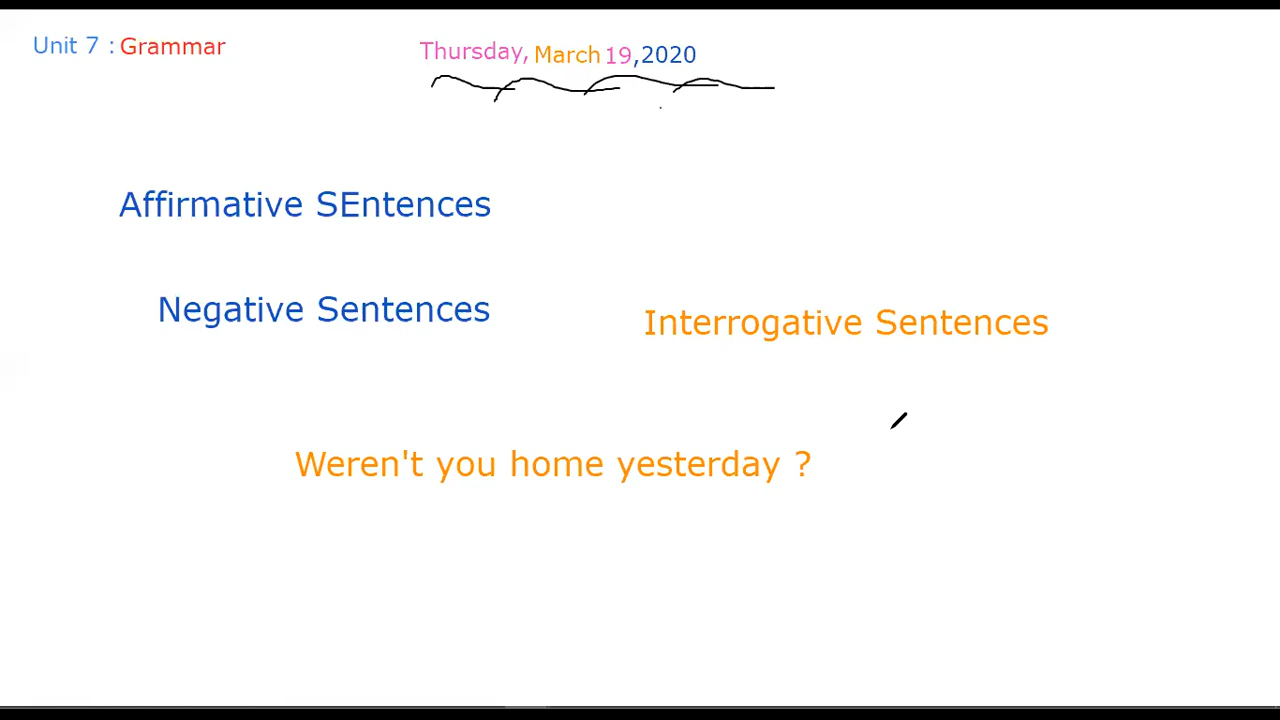 Unit 7 : Grammar
Thursday, March 19,2020
Affirmative SEntences
Negative Sentences
Interrogative Sentences
Weren't you home yesterday ?